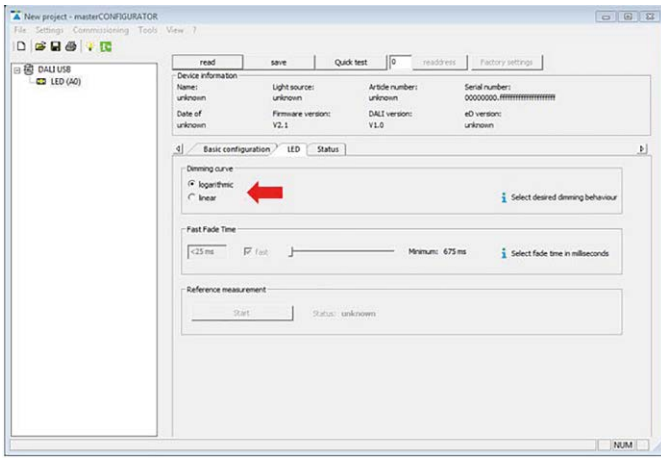 New project - masterCONFIGURATOR
File Settings Commissioning Tools View ?
DALI USB
LED (A0)
read save Quick test 0 readdress Factory settings
Device information
Name: Light source: Article number: Serial number:
unknown unknown unknown 00000000.ffffffffffffffffffffff
Date of Firmware version: DALI version: eD version:
unknown V2.1 V1.0 unknown
Basic configuration LED Status
Dimming curve
logarithmic
linear
Select desired dimming behaviour
Fast Fade Time
<25 ms Fast Minimum: 675 ms Select fade time in milliseconds
Reference measurement
Start Status: unknown
NUM